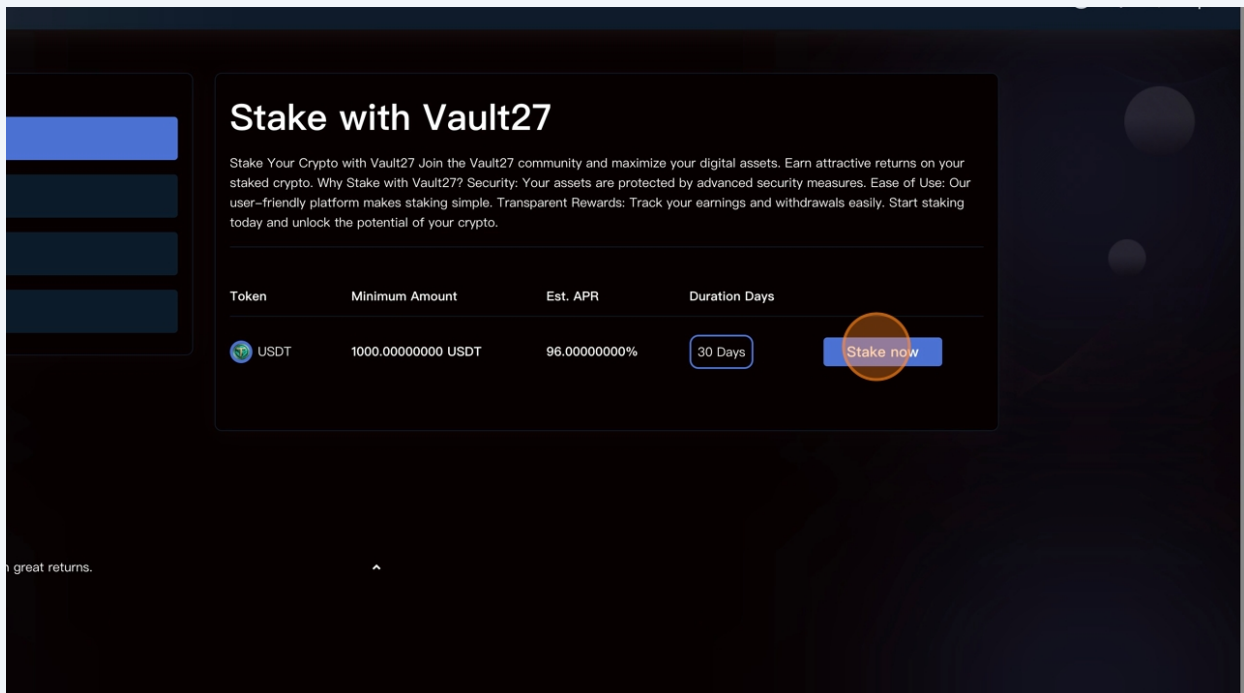 Stake with Vault27
Stake Your Crypto with Vault27 Join the Vault27 community and maximize your digital assets. Earn attractive returns on your
staked crypto. Why Stake with Vault27? Security: Your assets are protected by advanced security measures. Ease of Use: Our
user-friendly platform makes staking simple. Transparent Rewards: Track your earnings and withdrawals easily. Start staking
today and unlock the potential of your crypto.
Token Minimum Amount Est. APR Duration Days
USDT 1000.00000000 USDT 96.00000000% 30 Days Stake now
great returns.